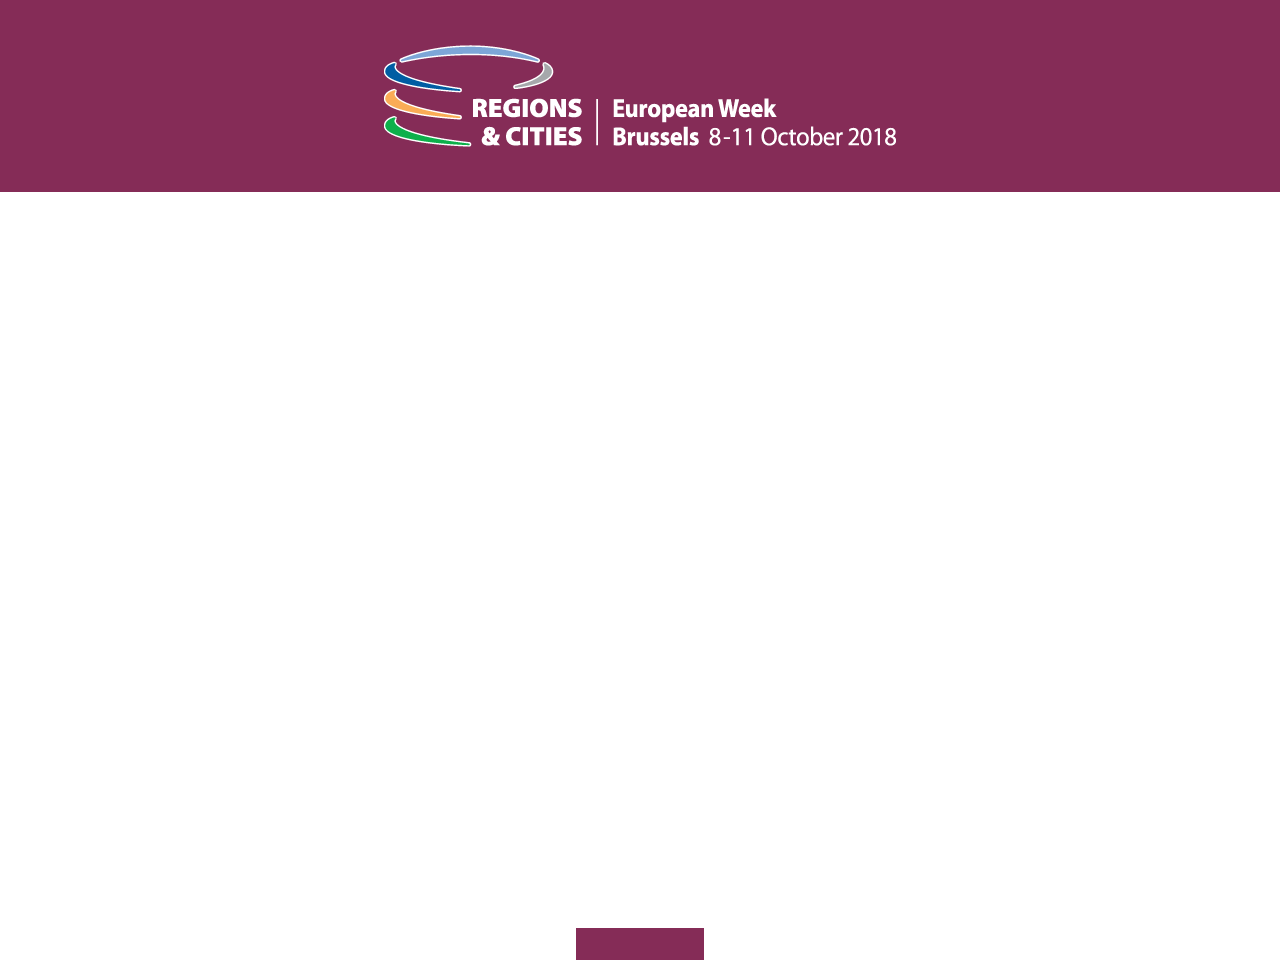 REGIONS
& CITIES
European Week
Brussels 8-11 October 2018